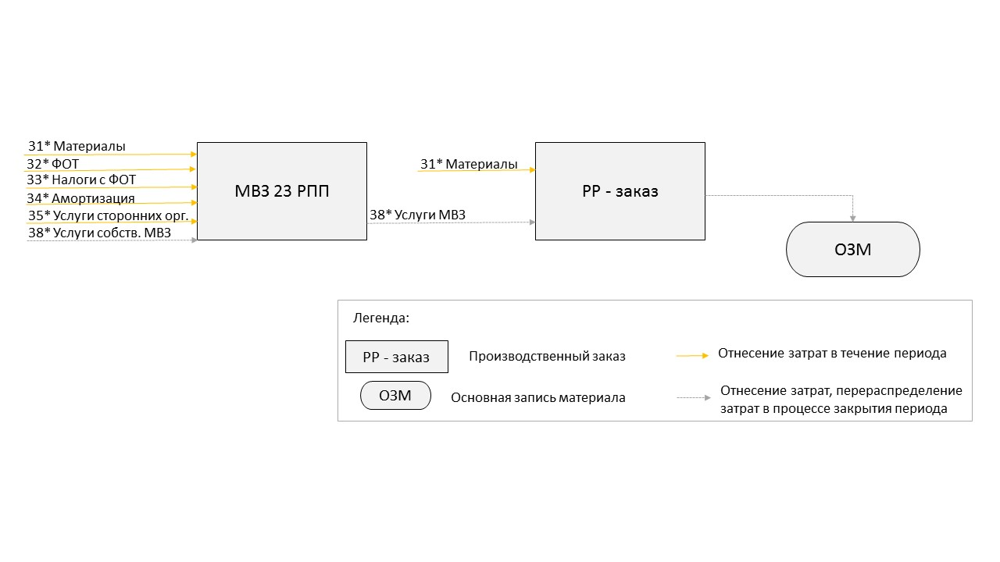 31* Материалы
32* ФОТ
33* Налоги с ФОТ
34* Амортизация
35* Услуги сторонних орг.
38* Услуги собств. МВЗ
МВЗ 23 РПП
38* Услуги МВЗ
31* Материалы
РР - заказ
ОЗМ
Легенда:
РР - заказ
Производственный заказ
Отнесение затрат в течение периода
ОЗМ
Основная запись материала
Отнесение затрат, перераспределение
затрат в процессе закрытия периода